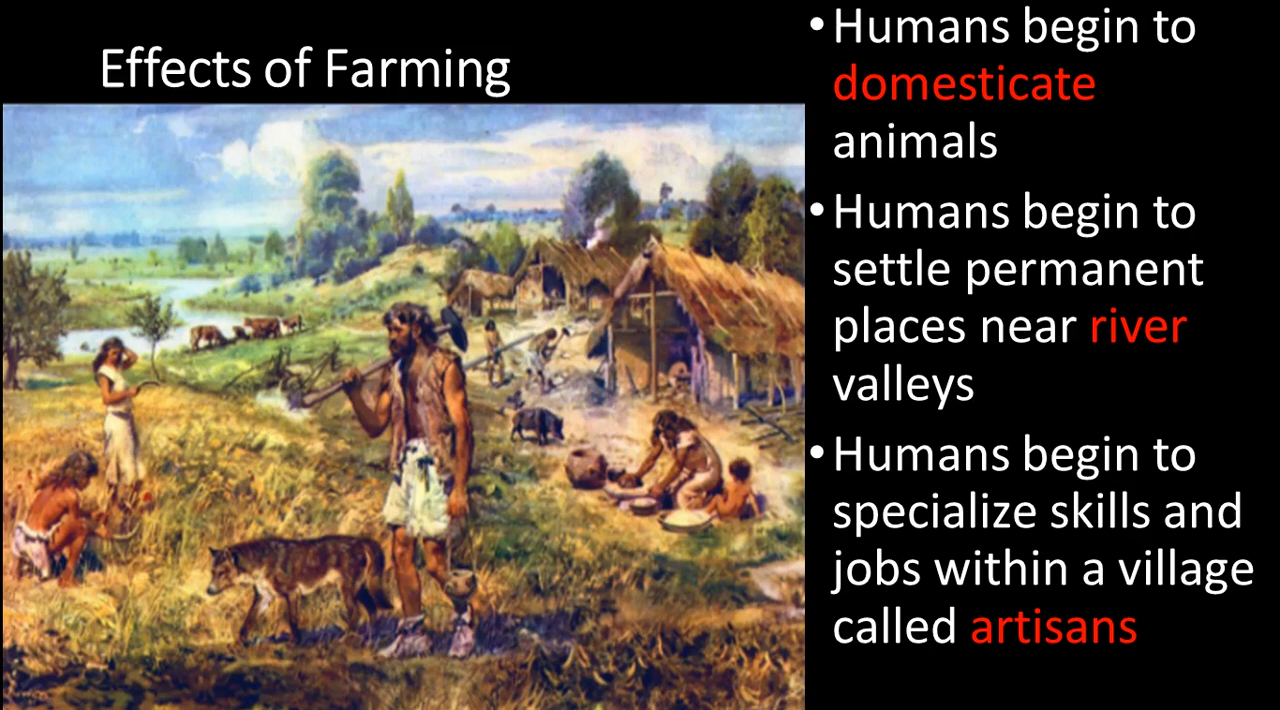 Effects of Farming
•Humans begin to
domesticate
animals
•Humans begin to
settle permanent
places near river
valleys
•Humans begin to
specialize skills and
jobs within a village
called artisans